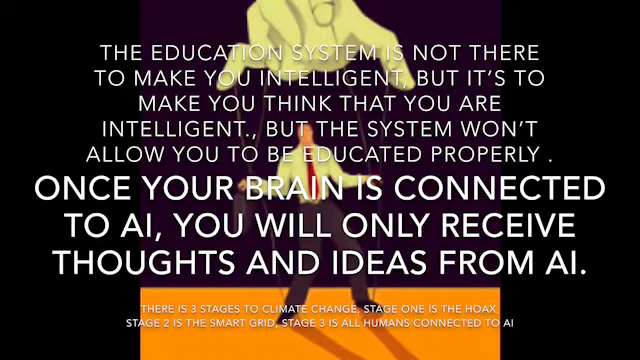 THE EDUCATION SYSTEM IS NOT THERE
TO MAKE YOU INTELLIGENT, BUT IT'S TO
MAKE YOU THINK THAT YOU ARE
INTELLIGENT., BUT THE SYSTEM WON'T
ALLOW YOU TO BE EDUCATED PROPERLY .
ONCE YOUR BRAIN IS CONNECTED
TO AI, YOU WILL ONLY RECEIVE
THOUGHTS AND IDEAS FROM AI.
THERE IS 3 STAGES TO CLIMATE CHANGE, STAGE ONE IS THE HOAX,
STAGE 2 IS THE SMART GRID, STAGE 3 IS ALL HUMANS CONNECTED TO AI